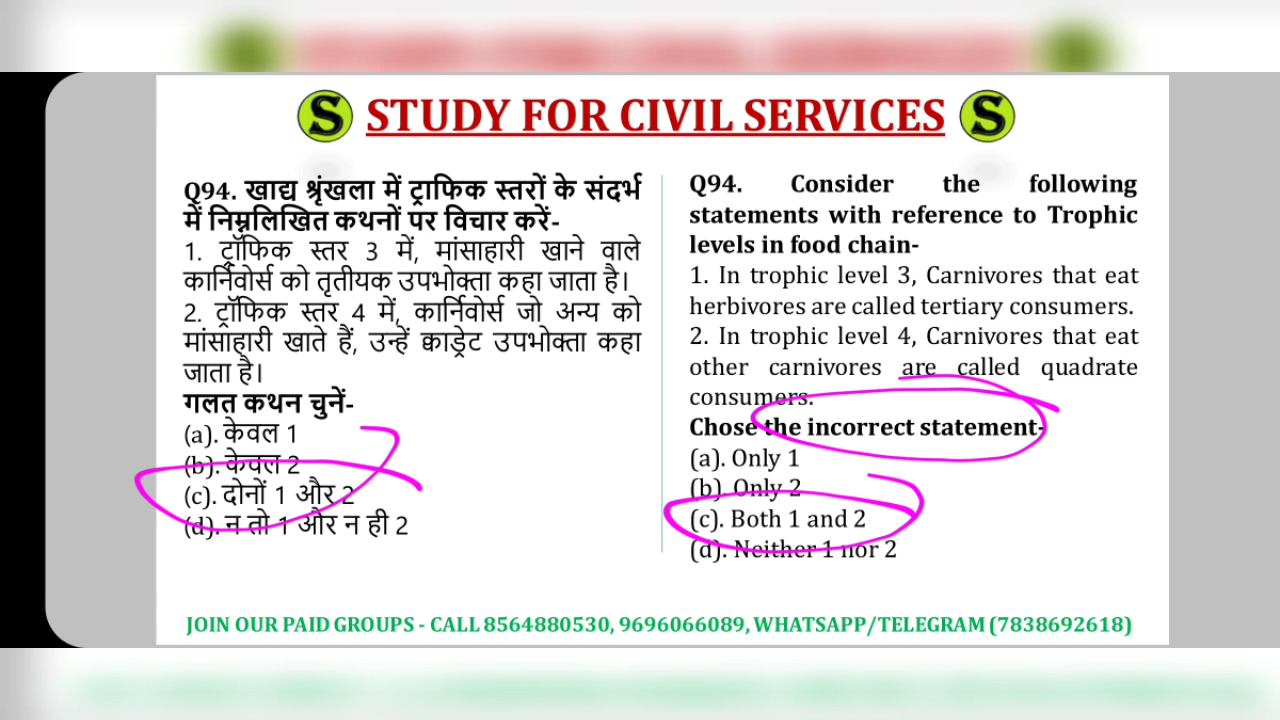 S STUDY FOR CIVIL SERVICES S
Q94. खाद्य श्रृंखला में ट्राफिक स्तरों के संदर्भ
में निम्नलिखित कथनों पर विचार करें-
1. ट्रॉफिक स्तर 3 में, मांसाहारी खाने वाले
कार्निवोर्स को तृतीयक उपभोक्ता कहा जाता है।
2. ट्रॉफिक स्तर 4 में, कार्निवोर्स जो अन्य को
मांसाहारी खाते हैं, उन्हें क्वाड्रेट उपभोक्ता कहा
जाता है।
गलत कथन चुनें-
(a). केवल 1
(b). केवल 2
(c). दोनों 1 और 2
(d). न तो 1 और न ही 2
Q94. Consider the following
statements with reference to Trophic
levels in food chain-
1. In trophic level 3, Carnivores that eat
herbivores are called tertiary consumers.
2. In trophic level 4, Carnivores that eat
other carnivores are called quadrate
consumers.
Chose the incorrect statement-
(a). Only 1
(b). Only 2
(c). Both 1 and 2
(d). Neither 1 nor 2
JOIN OUR PAID GROUPS - CALL 8564880530, 9696066089, WHATSAPP/TELEGRAM (7838692618)